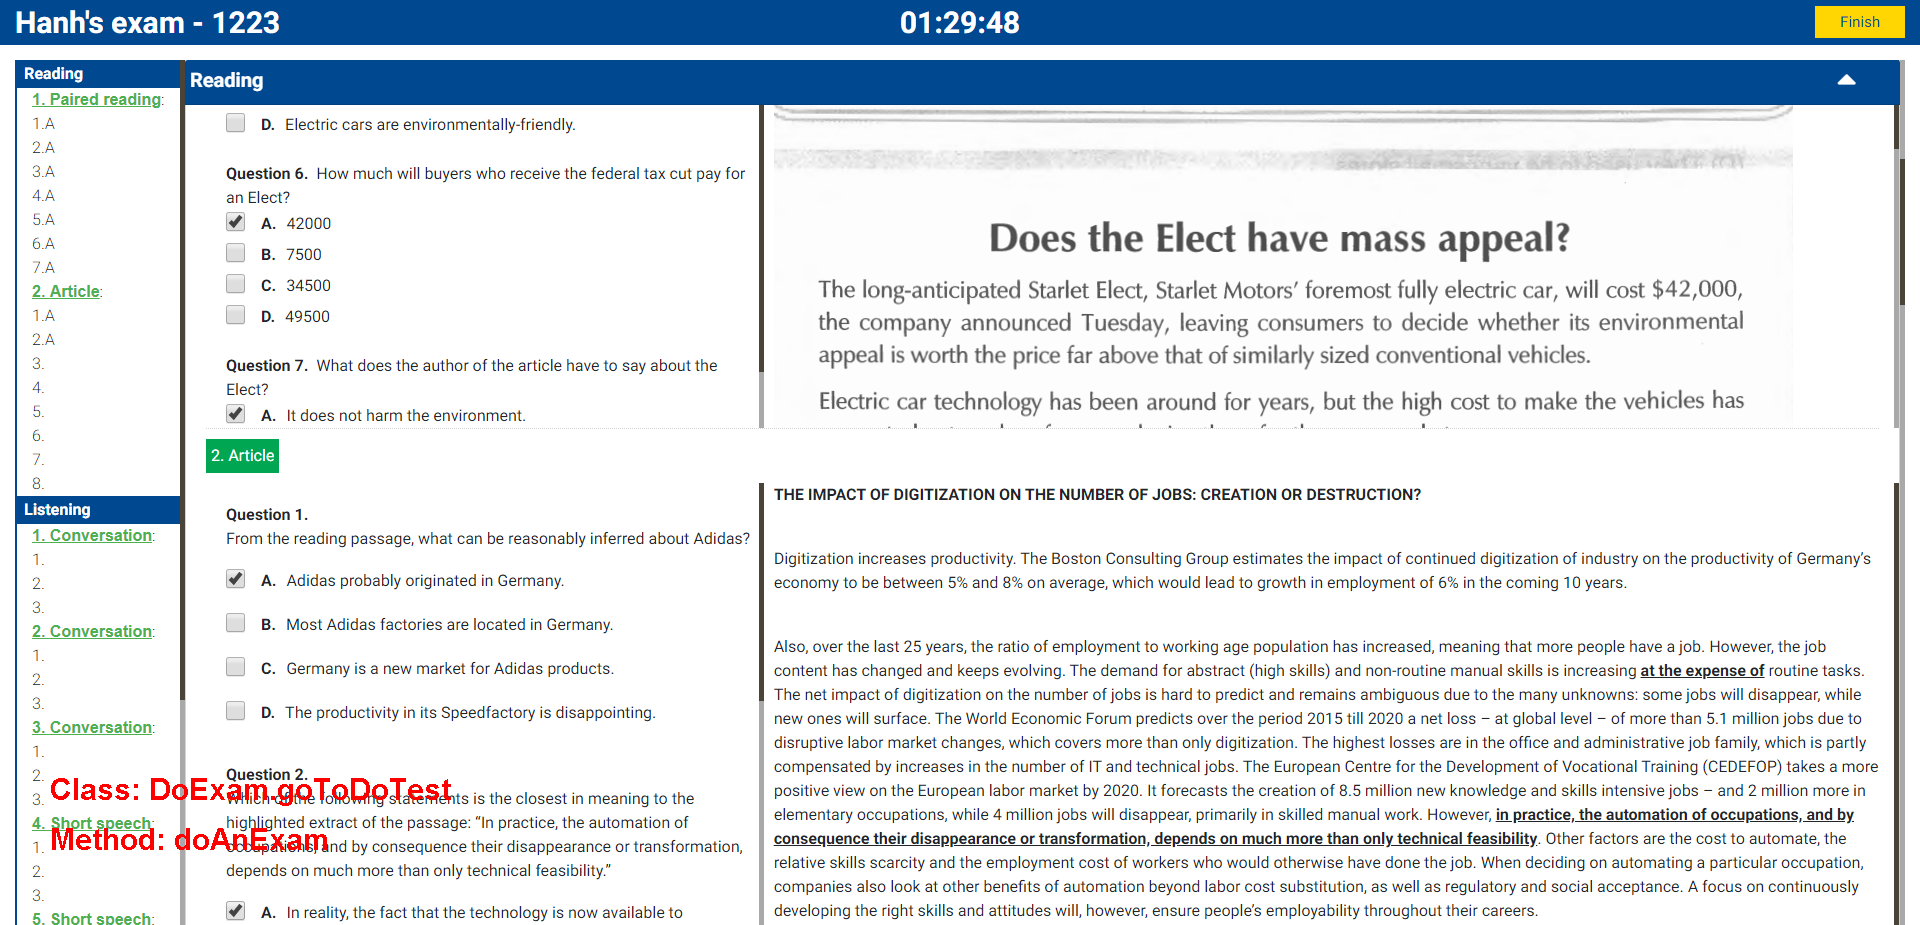 Hanh's exam - 1223
01:29:48
Finish
Reading
1. Paired reading:
1.A
2.A
3.A
4.A
5.A
6.A
7.A
2. Article:
1.A
2.A
3.
4.
5.
6.
7.
8.
Listening
1. Conversation:
1.
2.
3.
2. Conversation:
1.
2.
3.
3. Conversation:
1.
2.
3.
4. Short speech:
1.
2.
3.
5. Short speech:
Reading
D. Electric cars are environmentally-friendly.
Question 6. How much will buyers who receive the federal tax cut pay for
an Elect?
A. 42000
B. 7500
C. 34500
D. 49500
Question 7. What does the author of the article have to say about the
Elect?
A. It does not harm the environment.
Does the Elect have mass appeal?
The long-anticipated Starlet Elect, Starlet Motors' foremost fully electric car, will cost $42,000,
the company announced Tuesday, leaving consumers to decide whether its environmental
appeal is worth the price far above that of similarly sized conventional vehicles.
Electric car technology has been around for years, but the high cost to make the vehicles has
2. Article
Question 1.
From the reading passage, what can be reasonably inferred about Adidas?
A. Adidas probably originated in Germany.
B. Most Adidas factories are located in Germany.
C. Germany is a new market for Adidas products.
D. The productivity in its Speedfactory is disappointing.
Question 2.
Which of the following statements is the closest in meaning to the
highlighted extract of the passage: “In practice, the automation of
occupations, and by consequence their disappearance or transformation,
depends on much more than only technical feasibility.”
A. In reality, the fact that the technology is now available to
THE IMPACT OF DIGITIZATION ON THE NUMBER OF JOBS: CREATION OR DESTRUCTION?
Digitization increases productivity. The Boston Consulting Group estimates the impact of continued digitization of industry on the productivity of Germany’s
economy to be between 5% and 8% on average, which would lead to growth in employment of 6% in the coming 10 years.
Also, over the last 25 years, the ratio of employment to working age population has increased, meaning that more people have a job. However, the job
content has changed and keeps evolving. The demand for abstract (high skills) and non-routine manual skills is increasing at the expense of routine tasks.
The net impact of digitization on the number of jobs is hard to predict and remains ambiguous due to the many unknowns: some jobs will disappear, while
new ones will surface. The World Economic Forum predicts over the period 2015 till 2020 a net loss – at global level – of more than 5.1 million jobs due to
disruptive labor market changes, which covers more than only digitization. The highest losses are in the office and administrative job family, which is partly
compensated by increases in the number of IT and technical jobs. The European Centre for the Development of Vocational Training (CEDEFOP) takes a more
positive view on the European labor market by 2020. It forecasts the creation of 8.5 million new knowledge and skills intensive jobs – and 2 million more in
elementary occupations, while 4 million jobs will disappear, primarily in skilled manual work. However, in practice, the automation of occupations, and by
consequence their disappearance or transformation, depends on much more than only technical feasibility. Other factors are the cost to automate, the
relative skills scarcity and the employment cost of workers who would otherwise have done the job. When deciding on automating a particular occupation,
companies also look at other benefits of automation beyond labor cost substitution, as well as regulatory and social acceptance. A focus on continuously
developing the right skills and attitudes will, however, ensure people’s employability throughout their careers.
Class: DoExam.goToDoTest
Method: doAnExam